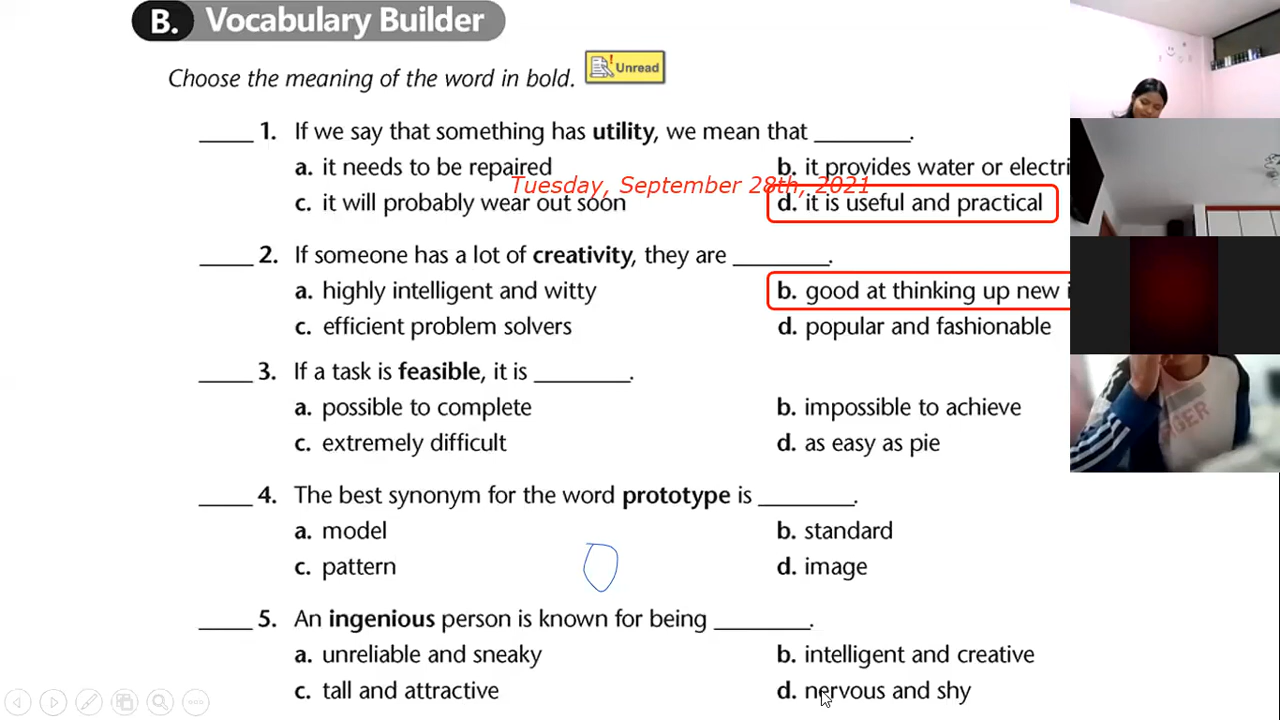 B. Vocabulary Builder
Choose the meaning of the word in bold. Unread
_____ 1. If we say that something has utility, we mean that _________.
a. it needs to be repaired b. it provides water or electri
Tuesday, September 28th, 2021
c. it will probably wear out soon d. it is useful and practical
_____ 2. If someone has a lot of creativity, they are _________.
a. highly intelligent and witty b. good at thinking up new
c. efficient problem solvers d. popular and fashionable
_____ 3. If a task is feasible, it is _________.
a. possible to complete b. impossible to achieve
c. extremely difficult d. as easy as pie
_____ 4. The best synonym for the word prototype is _________.
a. model b. standard
c. pattern d. image
_____ 5. An ingenious person is known for being _________.
a. unreliable and sneaky b. intelligent and creative
c. tall and attractive d. nervous and shy